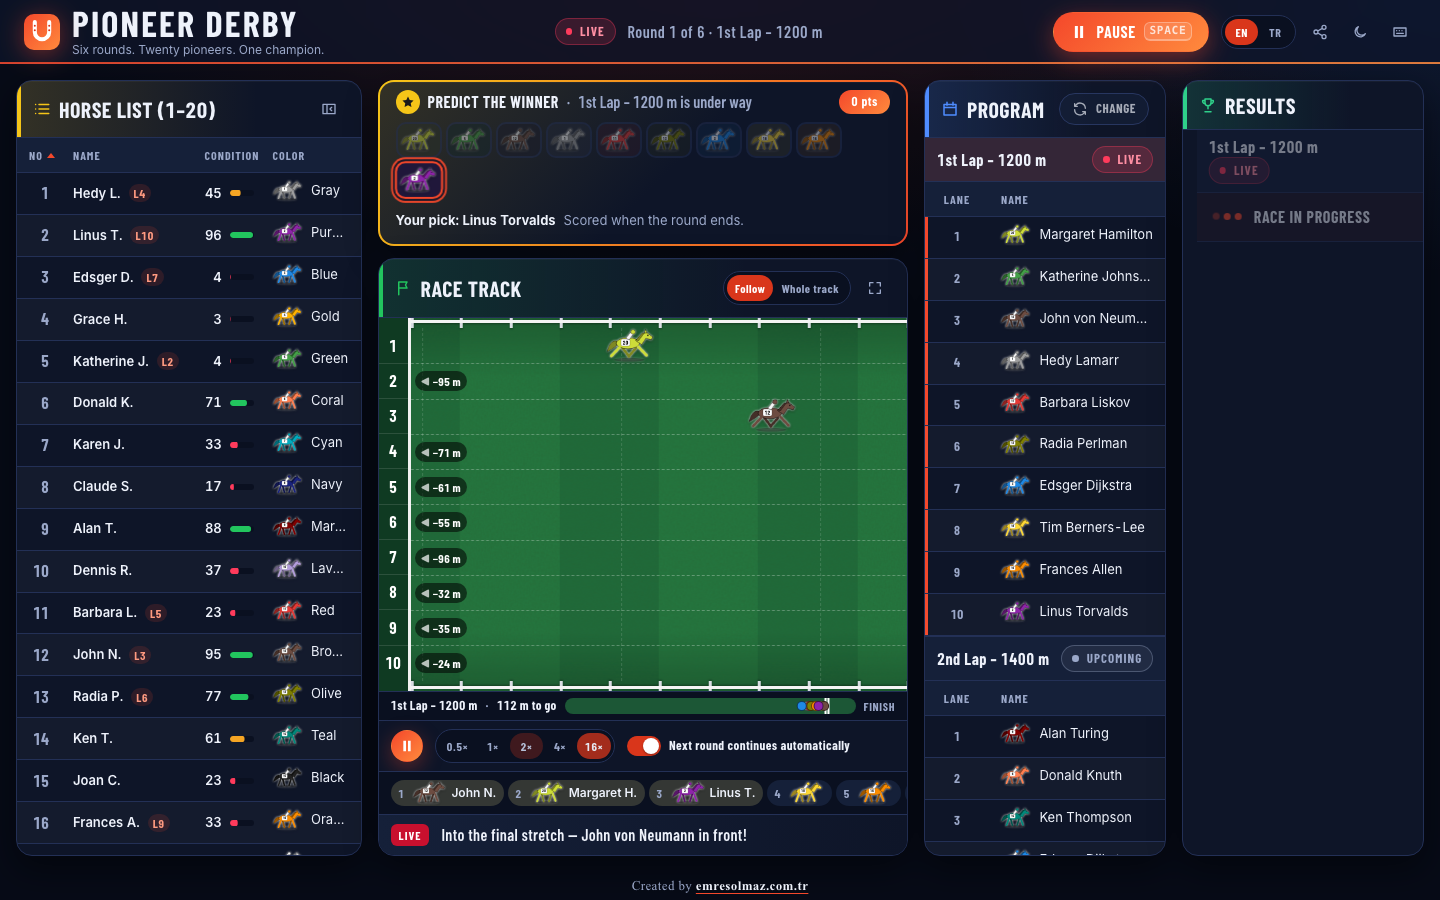 PIONEER DERBY
Six rounds. Twenty pioneers. One champion.
LIVE
Round 1 of 6 · 1st Lap – 1200 m
PAUSE SPACE
EN TR
HORSE LIST (1–20)
NO NAME CONDITION COLOR
1 Hedy L. L4 45 Gray
2 Linus T. L10 96 Pur...
3 Edsger D. L7 4 Blue
4 Grace H. 3 Gold
5 Katherine J. L2 4 Green
6 Donald K. 71 Coral
7 Karen J. 33 Cyan
8 Claude S. 17 Navy
9 Alan T. 88 Mar...
10 Dennis R. 37 Lav...
11 Barbara L. L5 23 Red
12 John N. L3 95 Bro...
13 Radia P. L6 77 Olive
14 Ken T. 61 Teal
15 Joan C. 23 Black
16 Frances A. L9 33 Ora...
PREDICT THE WINNER · 1st Lap – 1200 m is under way
0 pts
Your pick: Linus Torvalds Scored when the round ends.
RACE TRACK
Follow Whole track
1
2 ◀ –95 m
3
4 ◀ –71 m
5 ◀ –61 m
6 ◀ –55 m
7 ◀ –96 m
8 ◀ –32 m
9 ◀ –35 m
10 ◀ –24 m
1st Lap – 1200 m · 112 m to go
FINISH
0.5× 1× 2× 4× 16×
Next round continues automatically
1 John N. 2 Margaret H. 3 Linus T. 4 5
LIVE Into the final stretch — John von Neumann in front!
PROGRAM
CHANGE
1st Lap – 1200 m LIVE
LANE NAME
1 Margaret Hamilton
2 Katherine Johns...
3 John von Neum...
4 Hedy Lamarr
5 Barbara Liskov
6 Radia Perlman
7 Edsger Dijkstra
8 Tim Berners-Lee
9 Frances Allen
10 Linus Torvalds
2nd Lap – 1400 m UPCOMING
LANE NAME
1 Alan Turing
2 Donald Knuth
3 Ken Thompson
RESULTS
1st Lap – 1200 m
LIVE
RACE IN PROGRESS
Created by emresolmaz.com.tr